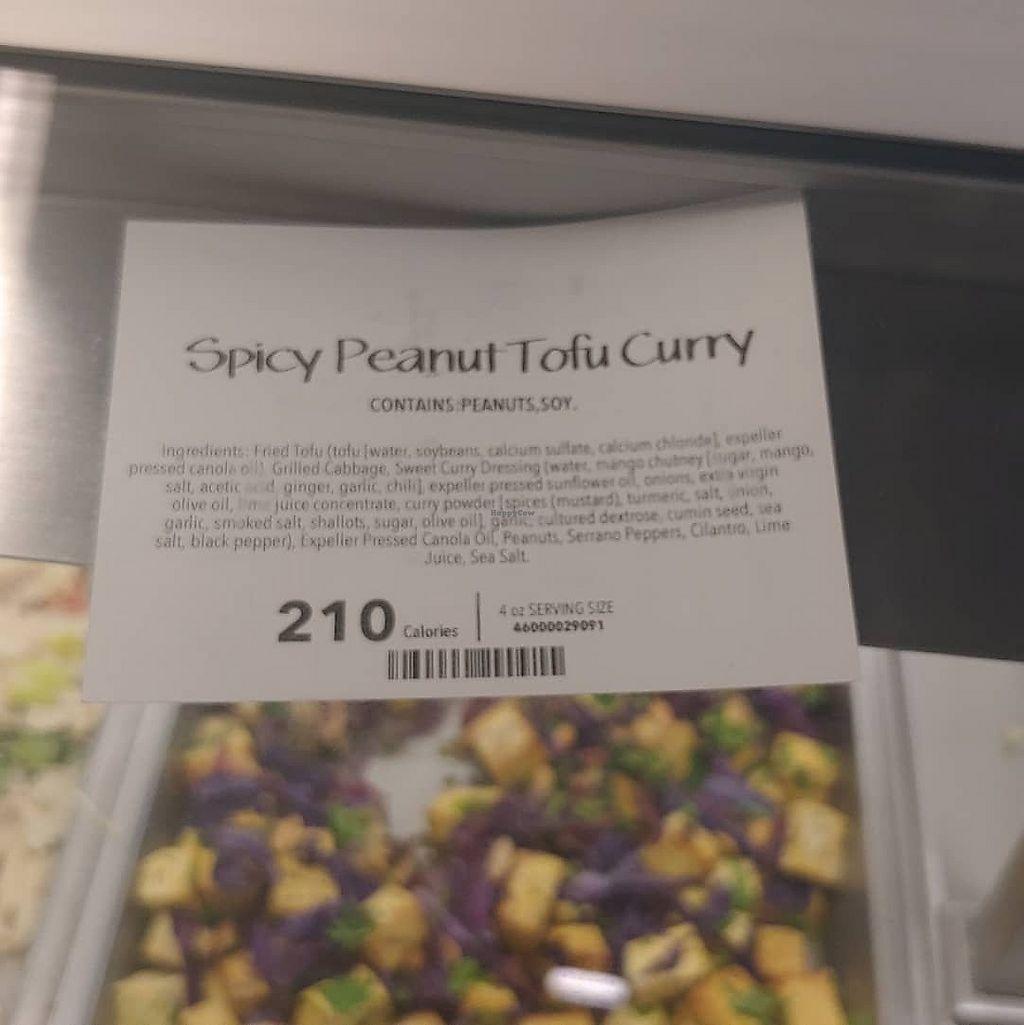 Spicy Peanut Tofu Curry
CONTAINS:PEANUTS,SOY.
Ingredients: Fried Tofu (tofu [water, soybeans, calcium sulfate, calcium chloride], expeller
pressed canola oil), Grilled Cabbage, Sweet Curry Dressing (water, mango chutney [sugar, mango,
salt, acetic acid, ginger, garlic, chili], expeller pressed sunflower oil, onions, extra virgin
olive oil, lime juice concentrate, curry powder [spices (mustard), turmeric, salt, onion,
garlic, smoked salt, shallots, sugar, olive oil], garlic, cultured dextrose, cumin seed, sea
salt, black pepper), Expeller Pressed Canola Oil, Peanuts, Serrano Peppers, Cilantro, Lime
Juice, Sea Salt.
210 Calories
4 oz SERVING SIZE
46000029091
HappyCow